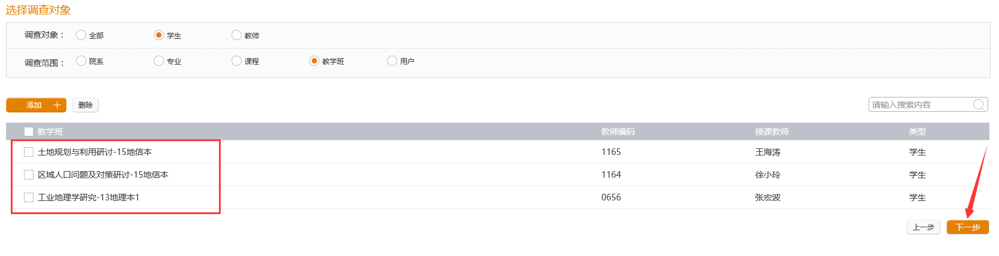 选择调查对象
调查对象： 全部 学生 教师
调查范围： 院系 专业 课程 教学班 用户
添加 删除 请输入搜索内容
教学班 教师编码 授课教师 类型
土地规划与利用研讨-15地信本 1165 王海涛 学生
区域人口问题及对策研讨-15地信本 1164 徐小玲 学生
工业地理学研究-13地理本1 0656 张宏波 学生
上一步 下一步